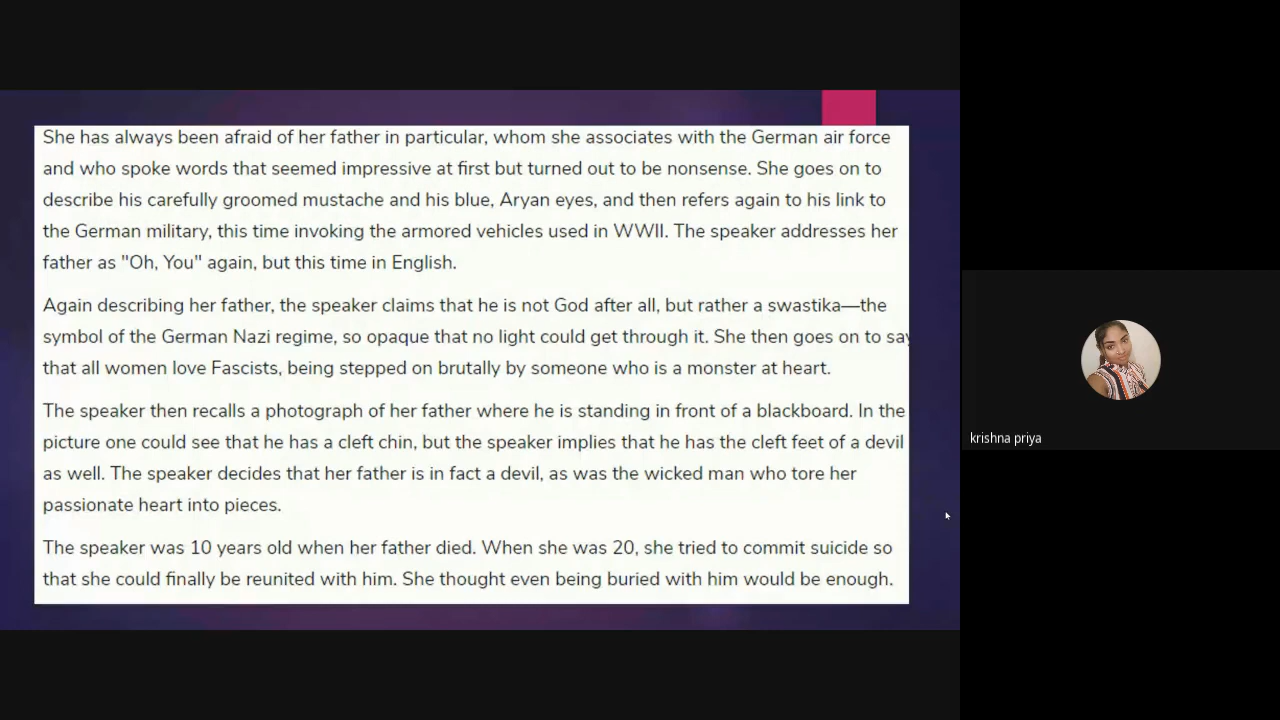 She has always been afraid of her father in particular, whom she associates with the German air force
and who spoke words that seemed impressive at first but turned out to be nonsense. She goes on to
describe his carefully groomed mustache and his blue, Aryan eyes, and then refers again to his link to
the German military, this time invoking the armored vehicles used in WWII. The speaker addresses her
father as "Oh, You" again, but this time in English.
Again describing her father, the speaker claims that he is not God after all, but rather a swastika—the
symbol of the German Nazi regime, so opaque that no light could get through it. She then goes on to say
that all women love Fascists, being stepped on brutally by someone who is a monster at heart.
The speaker then recalls a photograph of her father where he is standing in front of a blackboard. In the
picture one could see that he has a cleft chin, but the speaker implies that he has the cleft feet of a devil
as well. The speaker decides that her father is in fact a devil, as was the wicked man who tore her
passionate heart into pieces.
The speaker was 10 years old when her father died. When she was 20, she tried to commit suicide so
that she could finally be reunited with him. She thought even being buried with him would be enough.
krishna priya